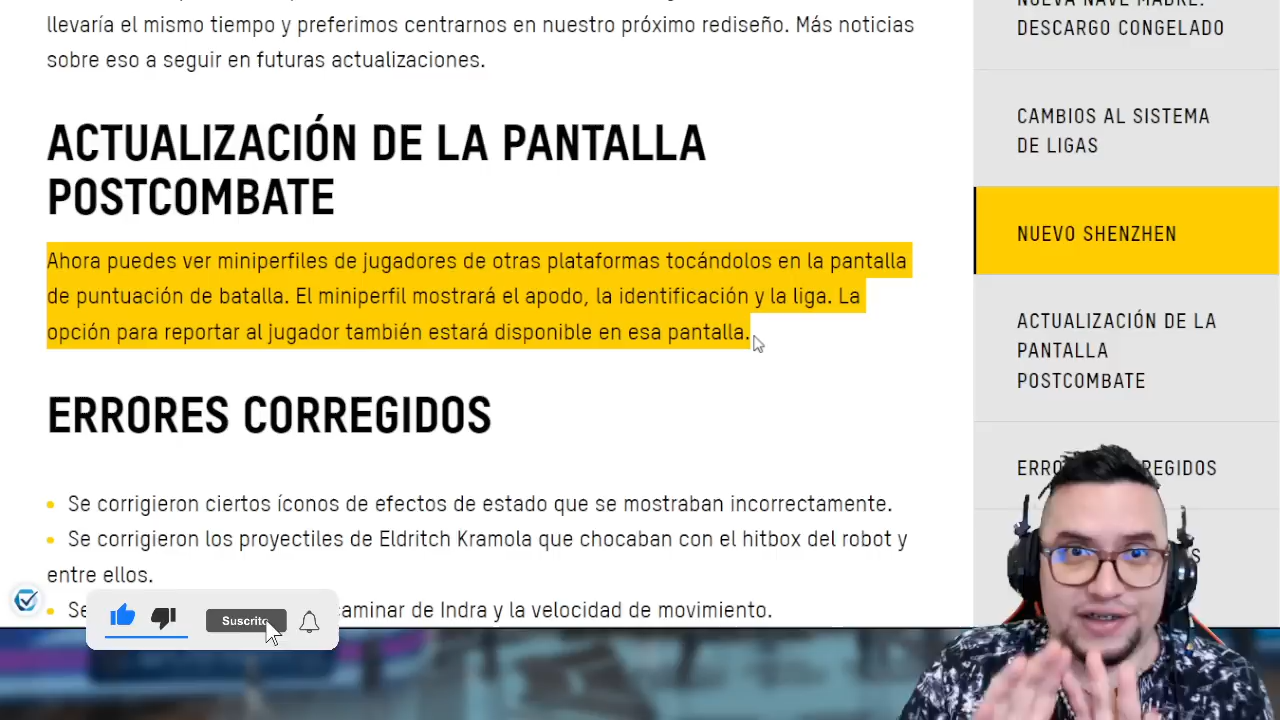 llevaría el mismo tiempo y preferimos centrarnos en nuestro próximo rediseño. Más noticias
sobre eso a seguir en futuras actualizaciones.
ACTUALIZACIÓN DE LA PANTALLA
POSTCOMBATE
Ahora puedes ver miniperfiles de jugadores de otras plataformas tocándolos en la pantalla
de puntuación de batalla. El miniperfil mostrará el apodo, la identificación y la liga. La
opción para reportar al jugador también estará disponible en esa pantalla.
ERRORES CORREGIDOS
Se corrigieron ciertos íconos de efectos de estado que se mostraban incorrectamente.
Se corrigieron los proyectiles de Eldritch Kramola que chocaban con el hitbox del robot y
entre ellos.
Se caminar de Indra y la velocidad de movimiento.
Suscrito
NUEVA NAVE MADRE:
DESCARGO CONGELADO
CAMBIOS AL SISTEMA
DE LIGAS
NUEVO SHENZHEN
ACTUALIZACIÓN DE LA
PANTALLA
POSTCOMBATE